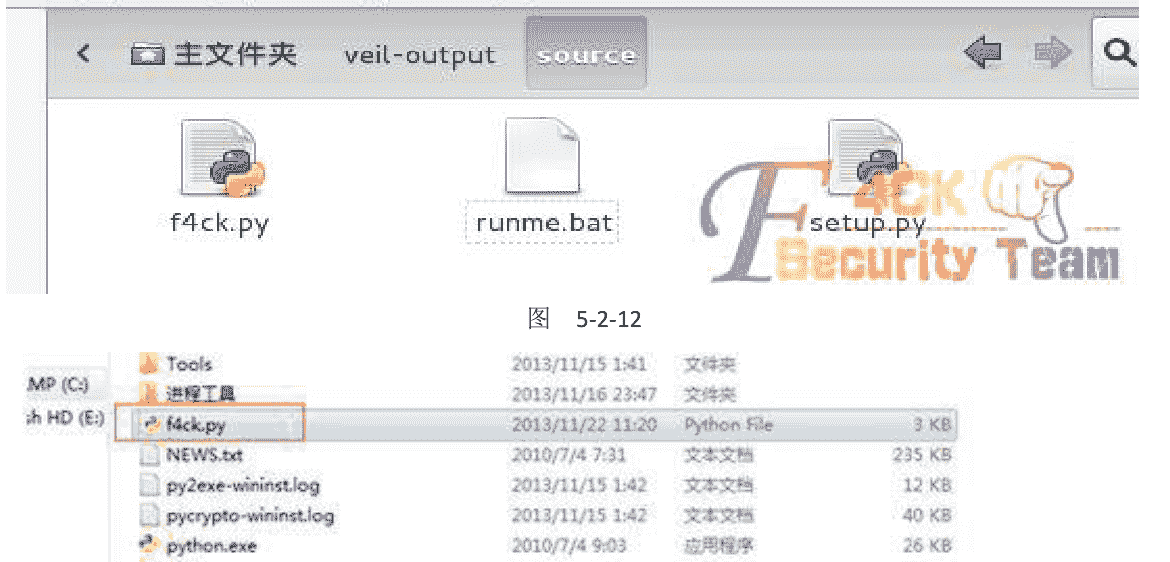 主文件夹 veil-output source
f4ck.py runme.bat setup.py
F4CK
Security Team
图 5-2-12
Tools 2013/11/15 1:41 文件夹
MP (C:) 进程工具 2013/11/16 23:47 文件夹
sh HD (E:) f4ck.py 2013/11/22 11:20 Python File 3 KB
NEWS.txt 2010/7/4 7:31 文本文档 235 KB
py2exe-wininst.log 2013/11/15 1:42 文本文档 12 KB
pycrypto-wininst.log 2013/11/15 1:42 文本文档 40 KB
python.exe 2010/7/4 9:03 应用程序 26 KB